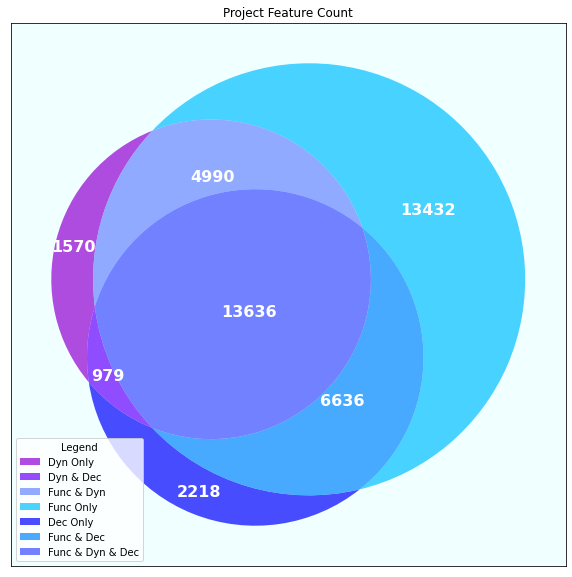 Project Feature Count
4990
13432
1570
13636
979
6636
2218
Legend
Dyn Only
Dyn & Dec
Func & Dyn
Func Only
Dec Only
Func & Dec
Func & Dyn & Dec